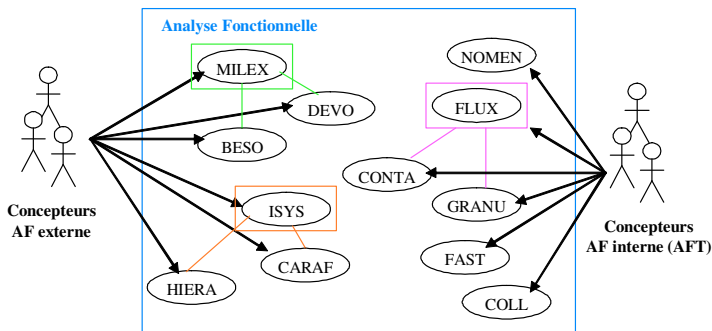 Analyse Fonctionnelle
MILEX
NOMEN
DEVO
FLUX
BESO
CONTA
Concepteurs
AF externe
ISYS
GRANU
Concepteurs
AF interne (AFT)
CARAF
FAST
HIERA
COLL